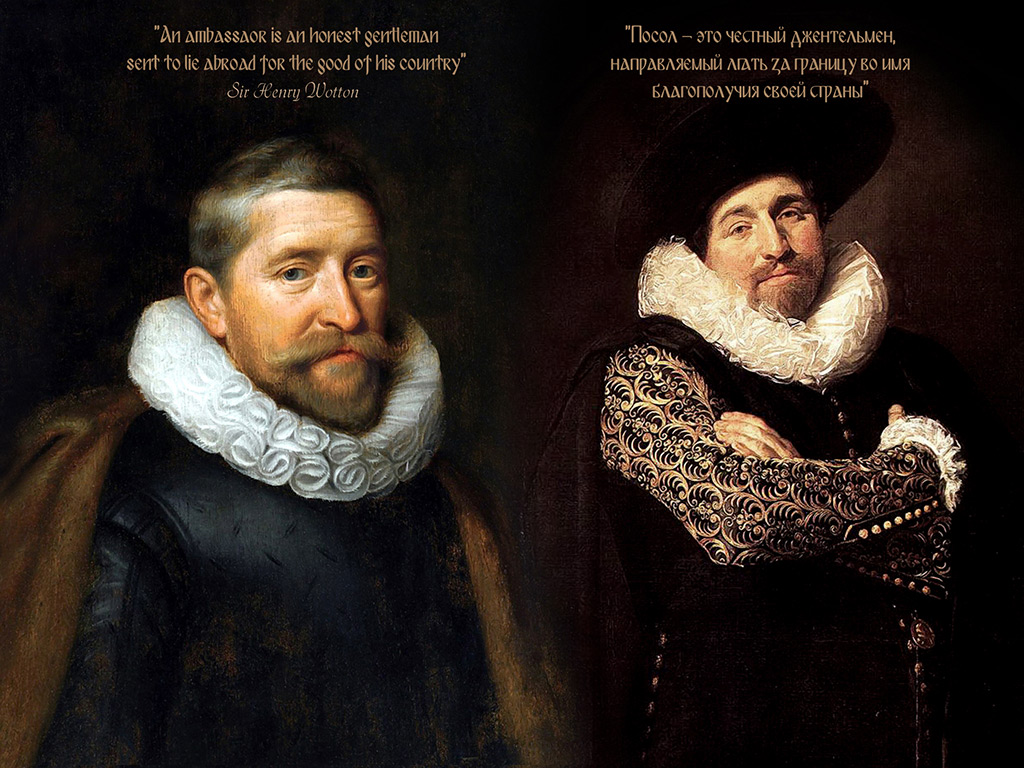 "An ambassaor is an honest gentleman
sent to lie abroad for the good of his country"
Sir Henry Wotton
"Посол – это честный джентельмен,
направляемый лгать за границу во имя
благополучия своей страны"